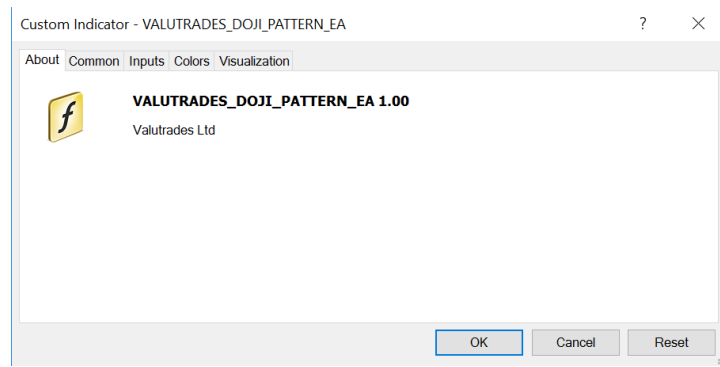 Custom Indicator - VALUTRADES_DOJI_PATTERN_EA ?
About Common Inputs Colors Visualization
f
VALUTRADES_DOJI_PATTERN_EA 1.00
Valutrades Ltd
OK Cancel Reset